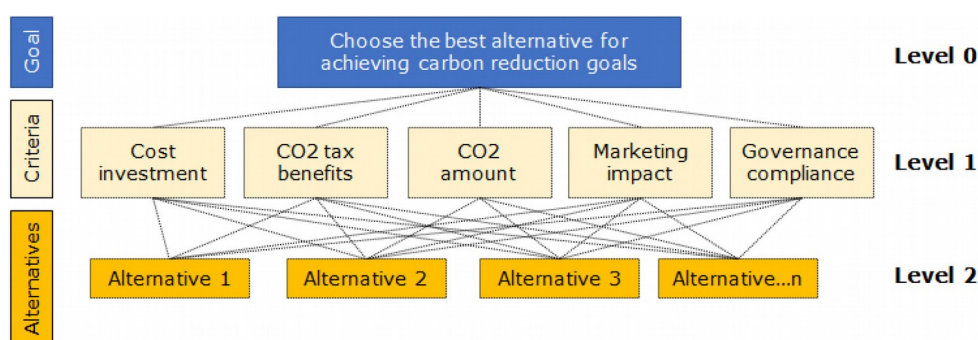 Goal
Choose the best alternative for
achieving carbon reduction goals
Level 0
Criteria
Cost
investment
CO2 tax
benefits
CO2
amount
Marketing
impact
Governance
compliance
Level 1
Alternatives
Alternative 1
Alternative 2
Alternative 3
Alternative...n
Level 2